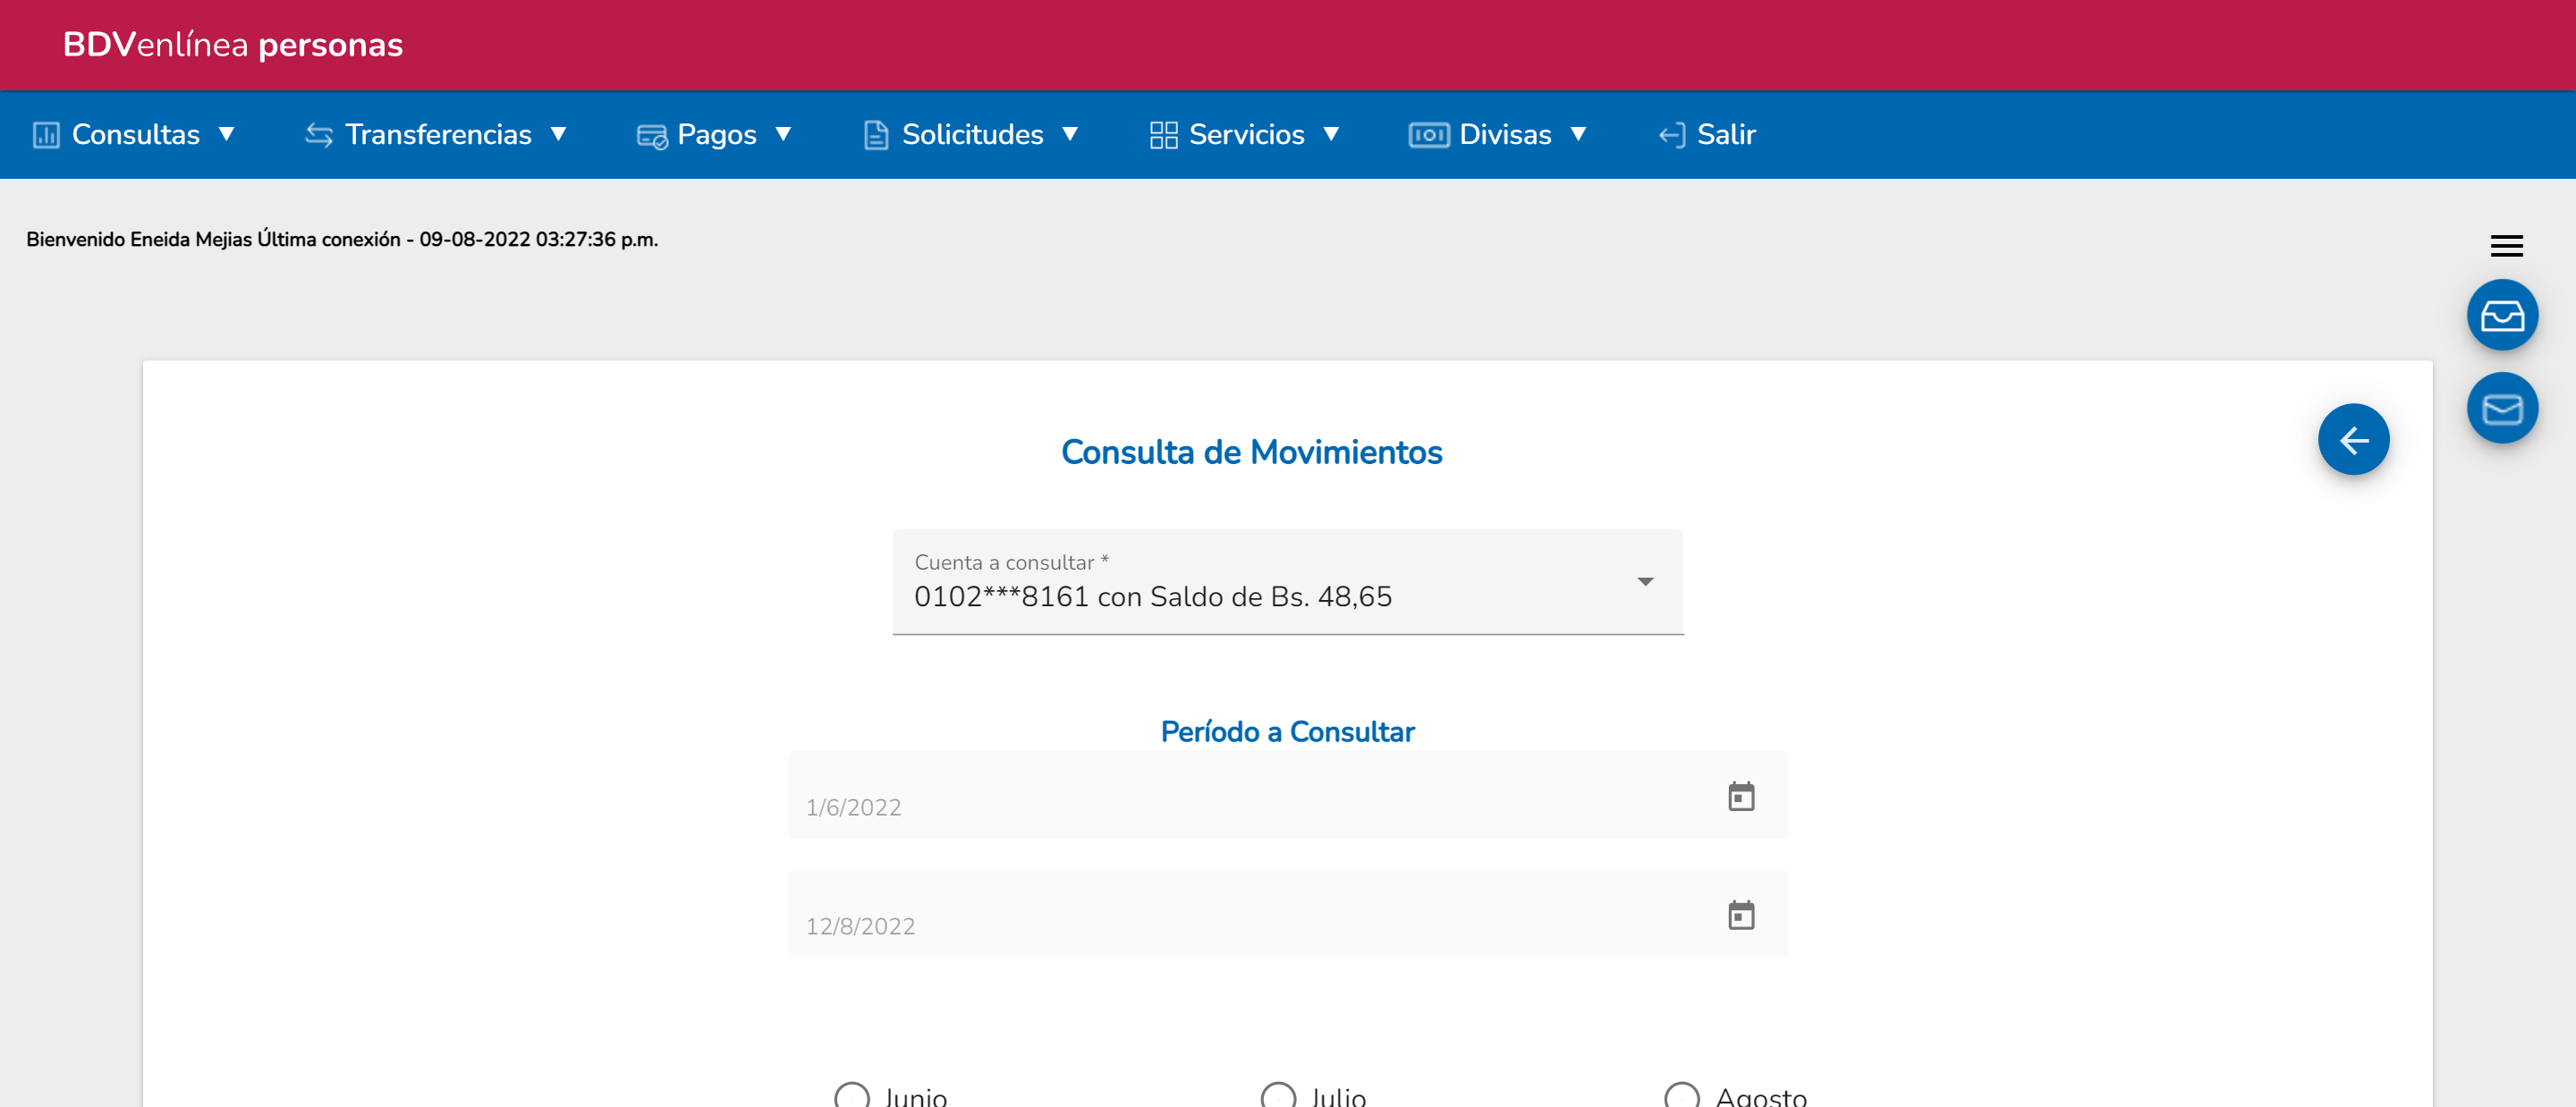 BDVenlínea personas
Consultas ▼ Transferencias ▼ Pagos ▼ Solicitudes ▼ Servicios ▼ Divisas ▼ Salir
Bienvenido Eneida Mejias Última conexión - 09-08-2022 03:27:36 p.m.
Consulta de Movimientos
Cuenta a consultar *
0102***8161 con Saldo de Bs. 48,65
Período a Consultar
1/6/2022
12/8/2022
Junio Julio Agosto